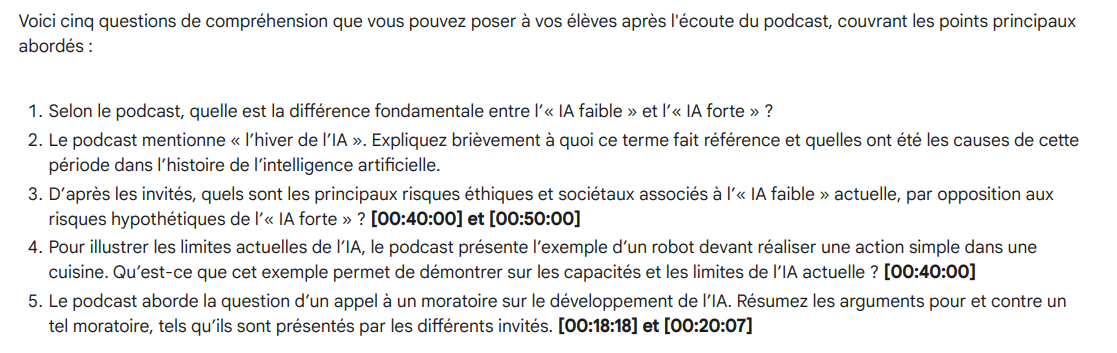 Voici cinq questions de compréhension que vous pouvez poser à vos élèves après l'écoute du podcast, couvrant les points principaux
abordés :
1. Selon le podcast, quelle est la différence fondamentale entre l'« IA faible » et l'« IA forte » ?
2. Le podcast mentionne « l'hiver de l'IA ». Expliquez brièvement à quoi ce terme fait référence et quelles ont été les causes de cette
période dans l'histoire de l'intelligence artificielle.
3. D'après les invités, quels sont les principaux risques éthiques et sociétaux associés à l'« IA faible » actuelle, par opposition aux
risques hypothétiques de l'« IA forte » ? [00:40:00] et [00:50:00]
4. Pour illustrer les limites actuelles de l'IA, le podcast présente l'exemple d'un robot devant réaliser une action simple dans une
cuisine. Qu'est-ce que cet exemple permet de démontrer sur les capacités et les limites de l'IA actuelle ? [00:40:00]
5. Le podcast aborde la question d'un appel à un moratoire sur le développement de l'IA. Résumez les arguments pour et contre un
tel moratoire, tels qu'ils sont présentés par les différents invités. [00:18:18] et [00:20:07]